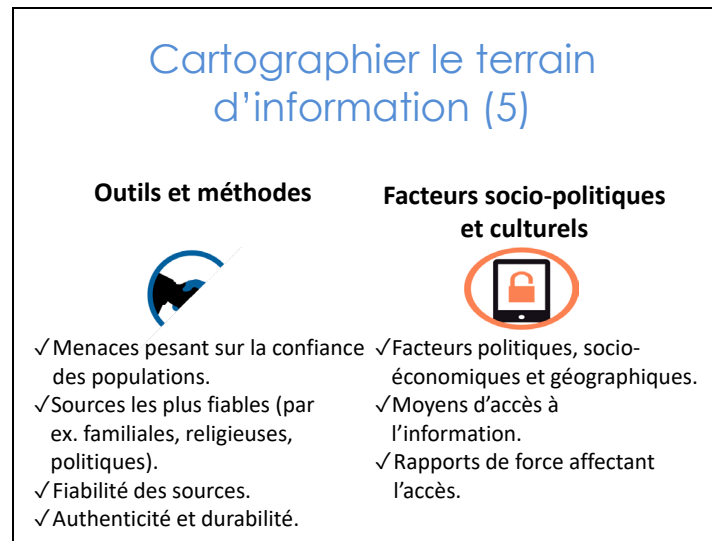 Cartographier le terrain
d’information (5)
Outils et méthodes
✓Menaces pesant sur la confiance
des populations.
✓Sources les plus fiables (par
ex. familiales, religieuses,
politiques).
✓Fiabilité des sources.
✓Authenticité et durabilité.
Facteurs socio-politiques
et culturels
✓Facteurs politiques, socio-
économiques et géographiques.
✓Moyens d’accès à
l’information.
✓Rapports de force affectant
l’accès.